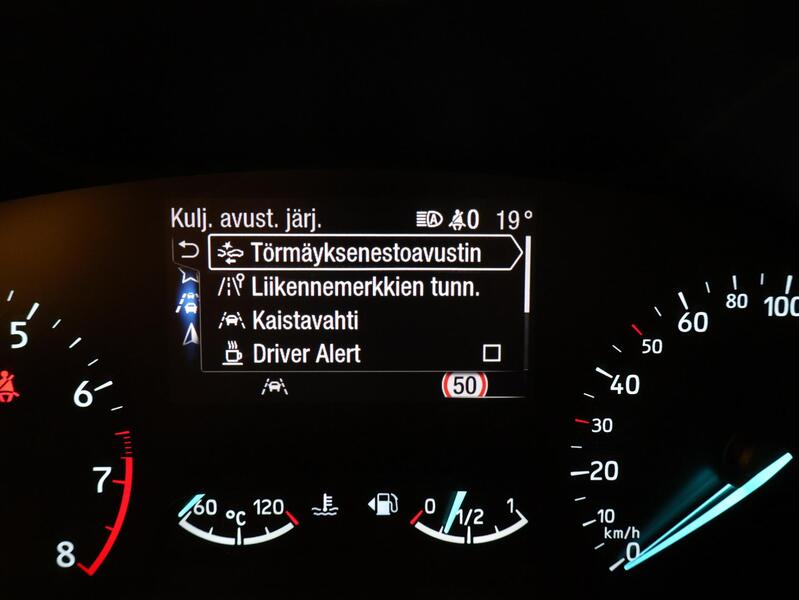 Kulj. avust. järj. 0 19°
Törmäyksenestoavustin
Liikennemerkkien tunn.
Kaistavahti
Driver Alert
50
5
6
7
8
60 °C 120
0 1/2 1
0
10
20
30
40
50
60
80
100
km/h